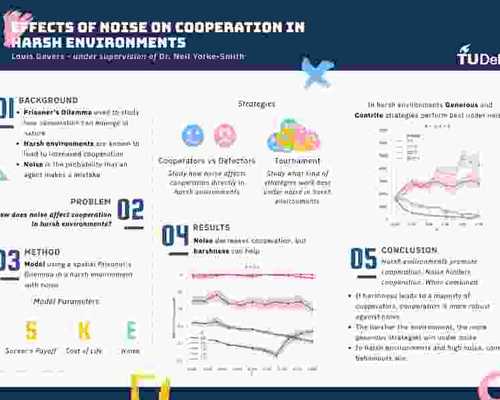 EFFECTS OF NOISE ON COOPERATION IN
HARSH ENVIRONMENTS
Louis Gevers - under supervision of Dr. Neil Yorke-Smith
TUDel
01
BACKGROUND
Prisoner's Dilemma used to study
how cooperation can emerge in
nature
Harsh environments are known to
lead to increased cooperation
Noise is the probability that an
agent makes a mistake
PROBLEM
02
How does noise affect cooperation
in harsh environments?
03
METHOD
Model using a spatial Prisoner's
Dilemma in a harsh environment
with noise
Model Parameters
S K E
Sucker's Payoff
Cost of Life
Noise
Strategies
Cooperators vs Defectors
Study how noise affects
cooperation directly in
harsh environments
Tournament
Study what kind of
strategies work best
under noise in harsh
environments
04
RESULTS
Noise decreases cooperation, but
harshness can help
In harsh environments Generous and
Contrite strategies perform best under noise
05
CONCLUSION
Harsh environments promote
cooperation. Noise hinders
cooperation. When combined
If harshness leads to a majority of
cooperators, cooperation is more robust
against noise
The harsher the environment, the more
generous strategies win under noise
In harsh environments and high noise,
behaviours win